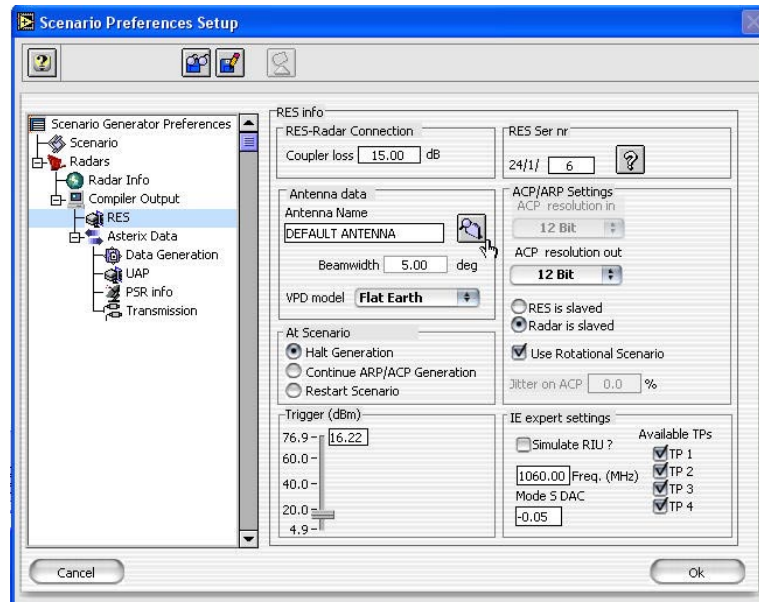 Scenario Preferences Setup
Scenario Generator Preferences
Scenario
Radars
Radar Info
Compiler Output
RES
Asterix Data
Data Generation
UAP
PSR info
Transmission
RES info
RES-Radar Connection
Coupler loss 15.00 dB
RES Ser nr
24/1/ 6
Antenna data
Antenna Name
DEFAULT ANTENNA
Beamwidth 5.00 deg
VPD model Flat Earth
ACP/ARP Settings
ACP resolution in
12 Bit
ACP resolution out
12 Bit
RES is slaved
Radar is slaved
Use Rotational Scenario
Jitter on ACP 0.0 %
At Scenario
Halt Generation
Continue ARP/ACP Generation
Restart Scenario
Trigger (dBm)
76.9 16.22
60.0
40.0
20.0
4.9
IE expert settings
Simulate RIU ?
1060.00 Freq. (MHz)
Mode S DAC
-0.05
Available TPs
TP 1
TP 2
TP 3
TP 4
Cancel
Ok